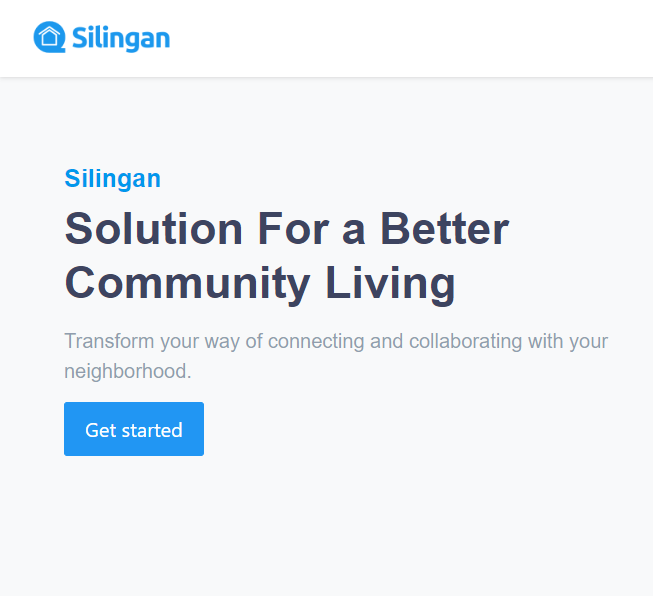 Silingan
Silingan
Solution For a Better
Community Living
Transform your way of connecting and collaborating with your
neighborhood.
Get started